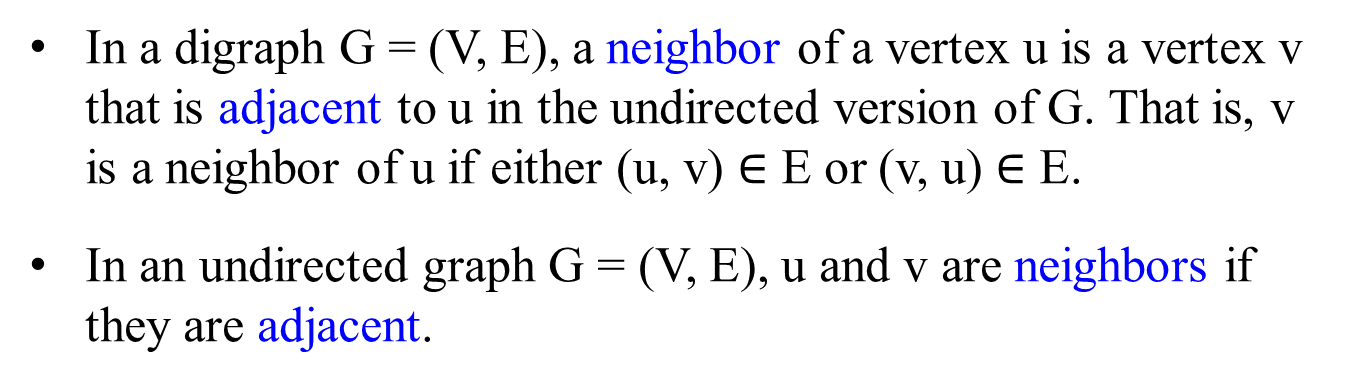 • In a digraph G = (V, E), a neighbor of a vertex u is a vertex v
that is adjacent to u in the undirected version of G. That is, v
is a neighbor of u if either (u, v) ∈ E or (v, u) ∈ E.
• In an undirected graph G = (V, E), u and v are neighbors if
they are adjacent.